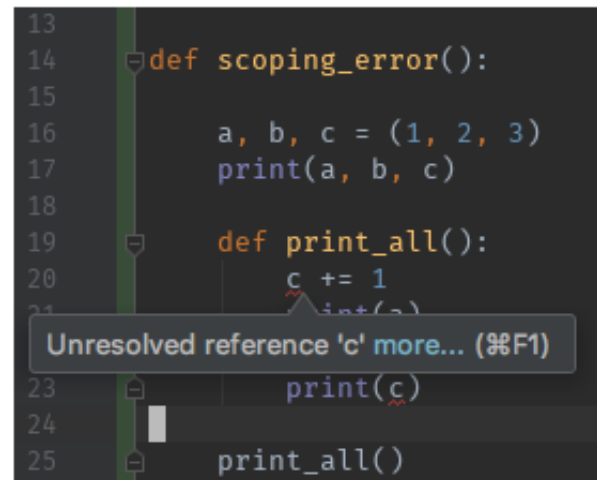 13
14 def scoping_error():
15
16 a, b, c = (1, 2, 3)
17 print(a, b, c)
18
19 def print_all():
20 c += 1
Unresolved reference 'c' more... (⌘F1)
23 print(c)
24
25 print_all()